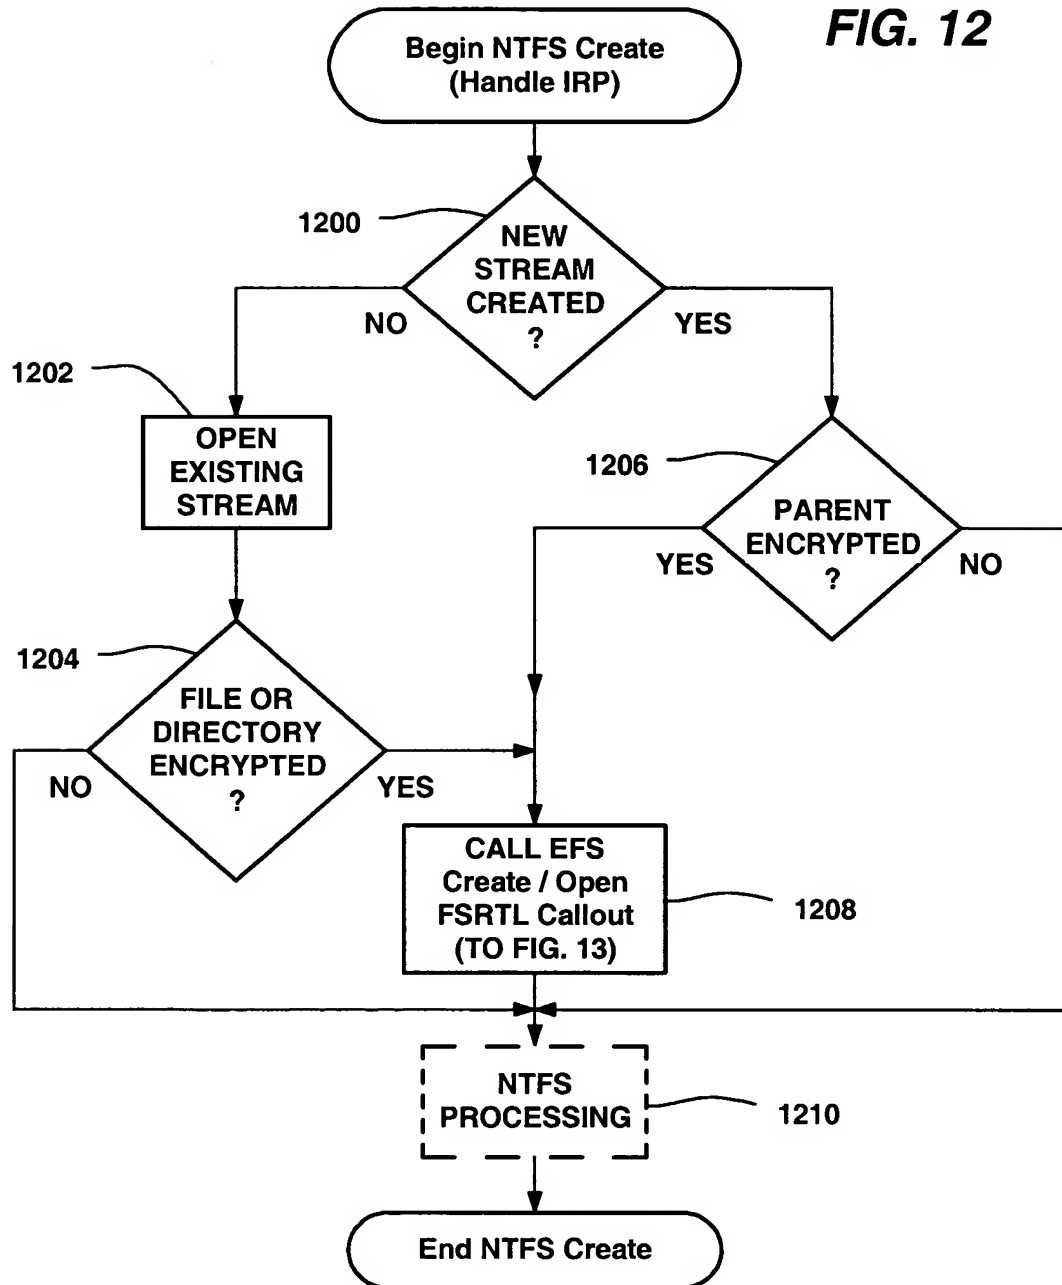 FIG. 12
Begin NTFS Create
(Handle IRP)
1200
NEW
STREAM
CREATED
?
NO
YES
1202
OPEN
EXISTING
STREAM
1206
PARENT
ENCRYPTED
?
YES
NO
1204
FILE OR
DIRECTORY
ENCRYPTED
?
NO
YES
CALL EFS
Create / Open
FSRTL Callout
(TO FIG. 13)
1208
NTFS
PROCESSING
1210
End NTFS Create